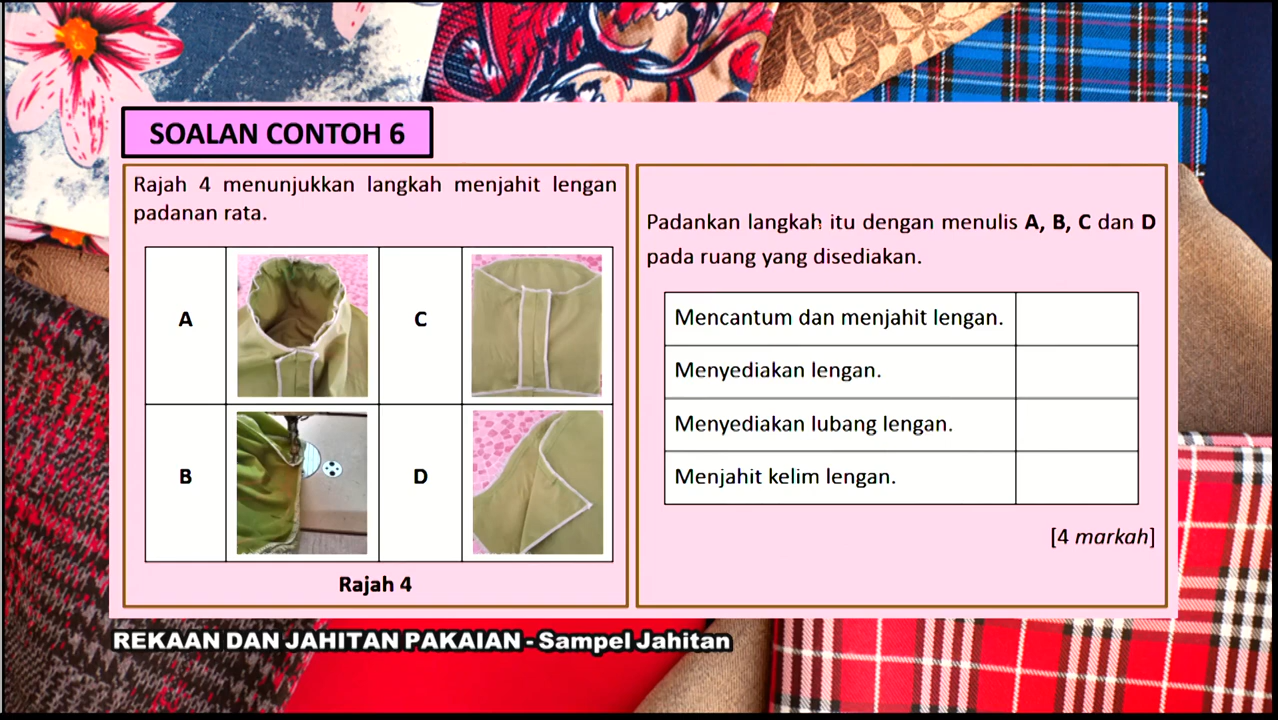 SOALAN CONTOH 6
Rajah 4 menunjukkan langkah menjahit lengan
padanan rata.
A
C
B
D
Rajah 4
Padankan langkah itu dengan menulis A, B, C dan D
pada ruang yang disediakan.
Mencantum dan menjahit lengan.
Menyediakan lengan.
Menyediakan lubang lengan.
Menjahit kelim lengan.
[4 markah]
REKAAN DAN JAHITAN PAKAIAN - Sampel Jahitan